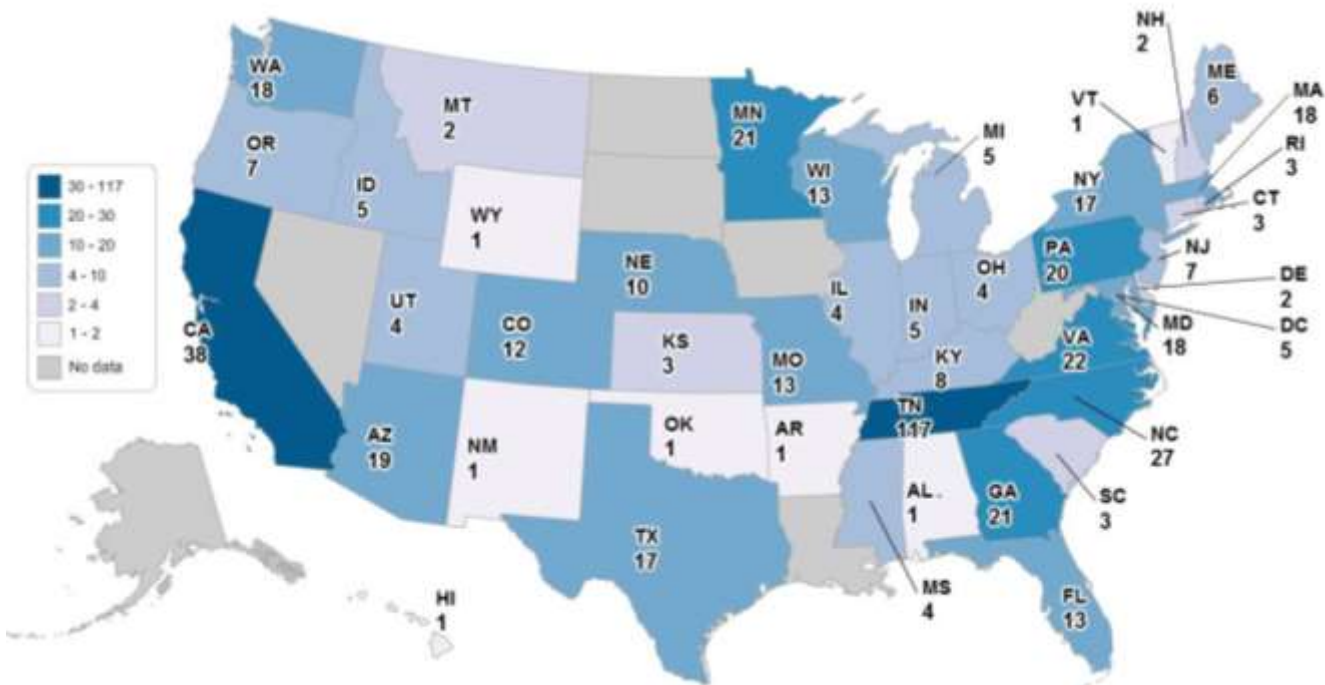 NH
2
WA
18
ME
6
MT
2
MN
21
MA
18
VT
1
MI
5
OR
7
RI
3
WI
13
NY
17
30 - 117
20 - 30
10 - 20
4 - 10
2 - 4
1 - 2
No data
ID
5
CT
3
WY
1
PA
20
NJ
7
NE
10
OH
4
DE
2
UT
4
IL
4
IN
5
CO
12
MD
18
DC
5
CA
38
KS
3
VA
22
MO
13
KY
8
TN
117
OK
1
AR
1
AZ
19
NC
27
NM
1
GA
21
AL
1
SC
3
TX
17
MS
4
HI
1
FL
13